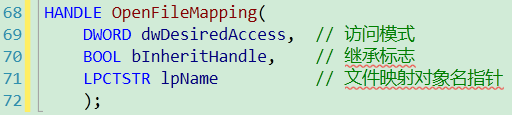 68 HANDLE OpenFileMapping(
69     DWORD dwDesiredAccess,  // 访问模式
70     BOOL bInheritHandle,    // 继承标志
71     LPCTSTR lpName          // 文件映射对象名指针
72     );